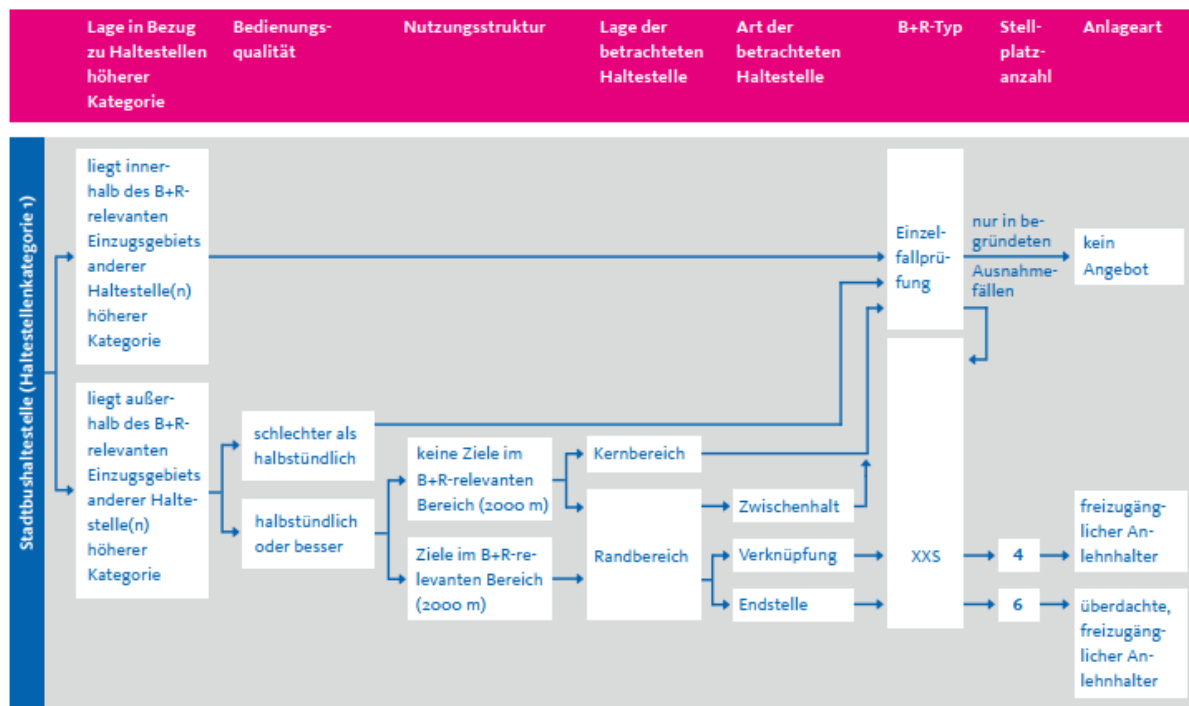 Lage in Bezug
zu Haltestellen
höherer
Kategorie
Bedienungs-
qualität
Nutzungsstruktur
Lage der
betrachteten
Haltestelle
Art der
betrachteten
Haltestelle
B+R-Typ
Stell-
platz-
anzahl
Anlageart
Stadtbushaltestelle (Haltestellenkategorie 1)
liegt inner-
halb des B+R-
relevanten
Einzugsgebiets
anderer
Haltestelle(n)
höherer
Kategorie
Einzel-
fallprü-
fung
nur in be-
gründeten
Ausnahme-
fällen
kein
Angebot
liegt außer-
halb des B+R-
relevanten
Einzugsgebiets
anderer Halte-
stelle(n)
höherer
Kategorie
schlechter als
halbstündlich
halbstündlich
oder besser
keine Ziele im
B+R-relevanten
Bereich (2000 m)
Ziele im B+R-re-
levanten Bereich
(2000 m)
Kernbereich
Randbereich
Zwischenhalt
Verknüpfung
Endstelle
XXS
4
6
freizugäng-
licher An-
lehnhalter
überdachte,
freizugäng-
licher An-
lehnhalter